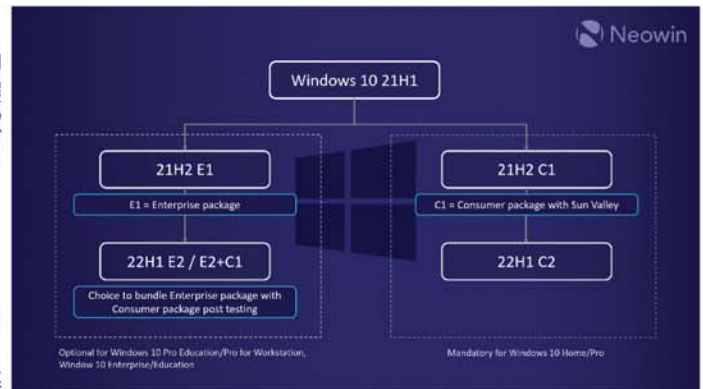 Neowin
Windows 10 21H1
21H2 E1
E1 = Enterprise package
22H1 E2 / E2+C1
Choice to bundle Enterprise package with
Consumer package post testing
Optional for Windows 10 Pro Education/Pro for Workstation,
Window 10 Enterprise/Education
21H2 C1
C1 = Consumer package with Sun Valley
22H1 C2
Mandatory for Windows 10 Home/Pro